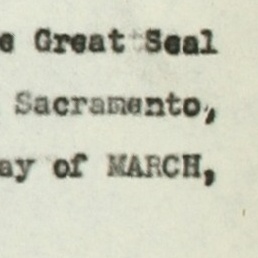 e Great Seal
Sacramento,
ay of MARCH,